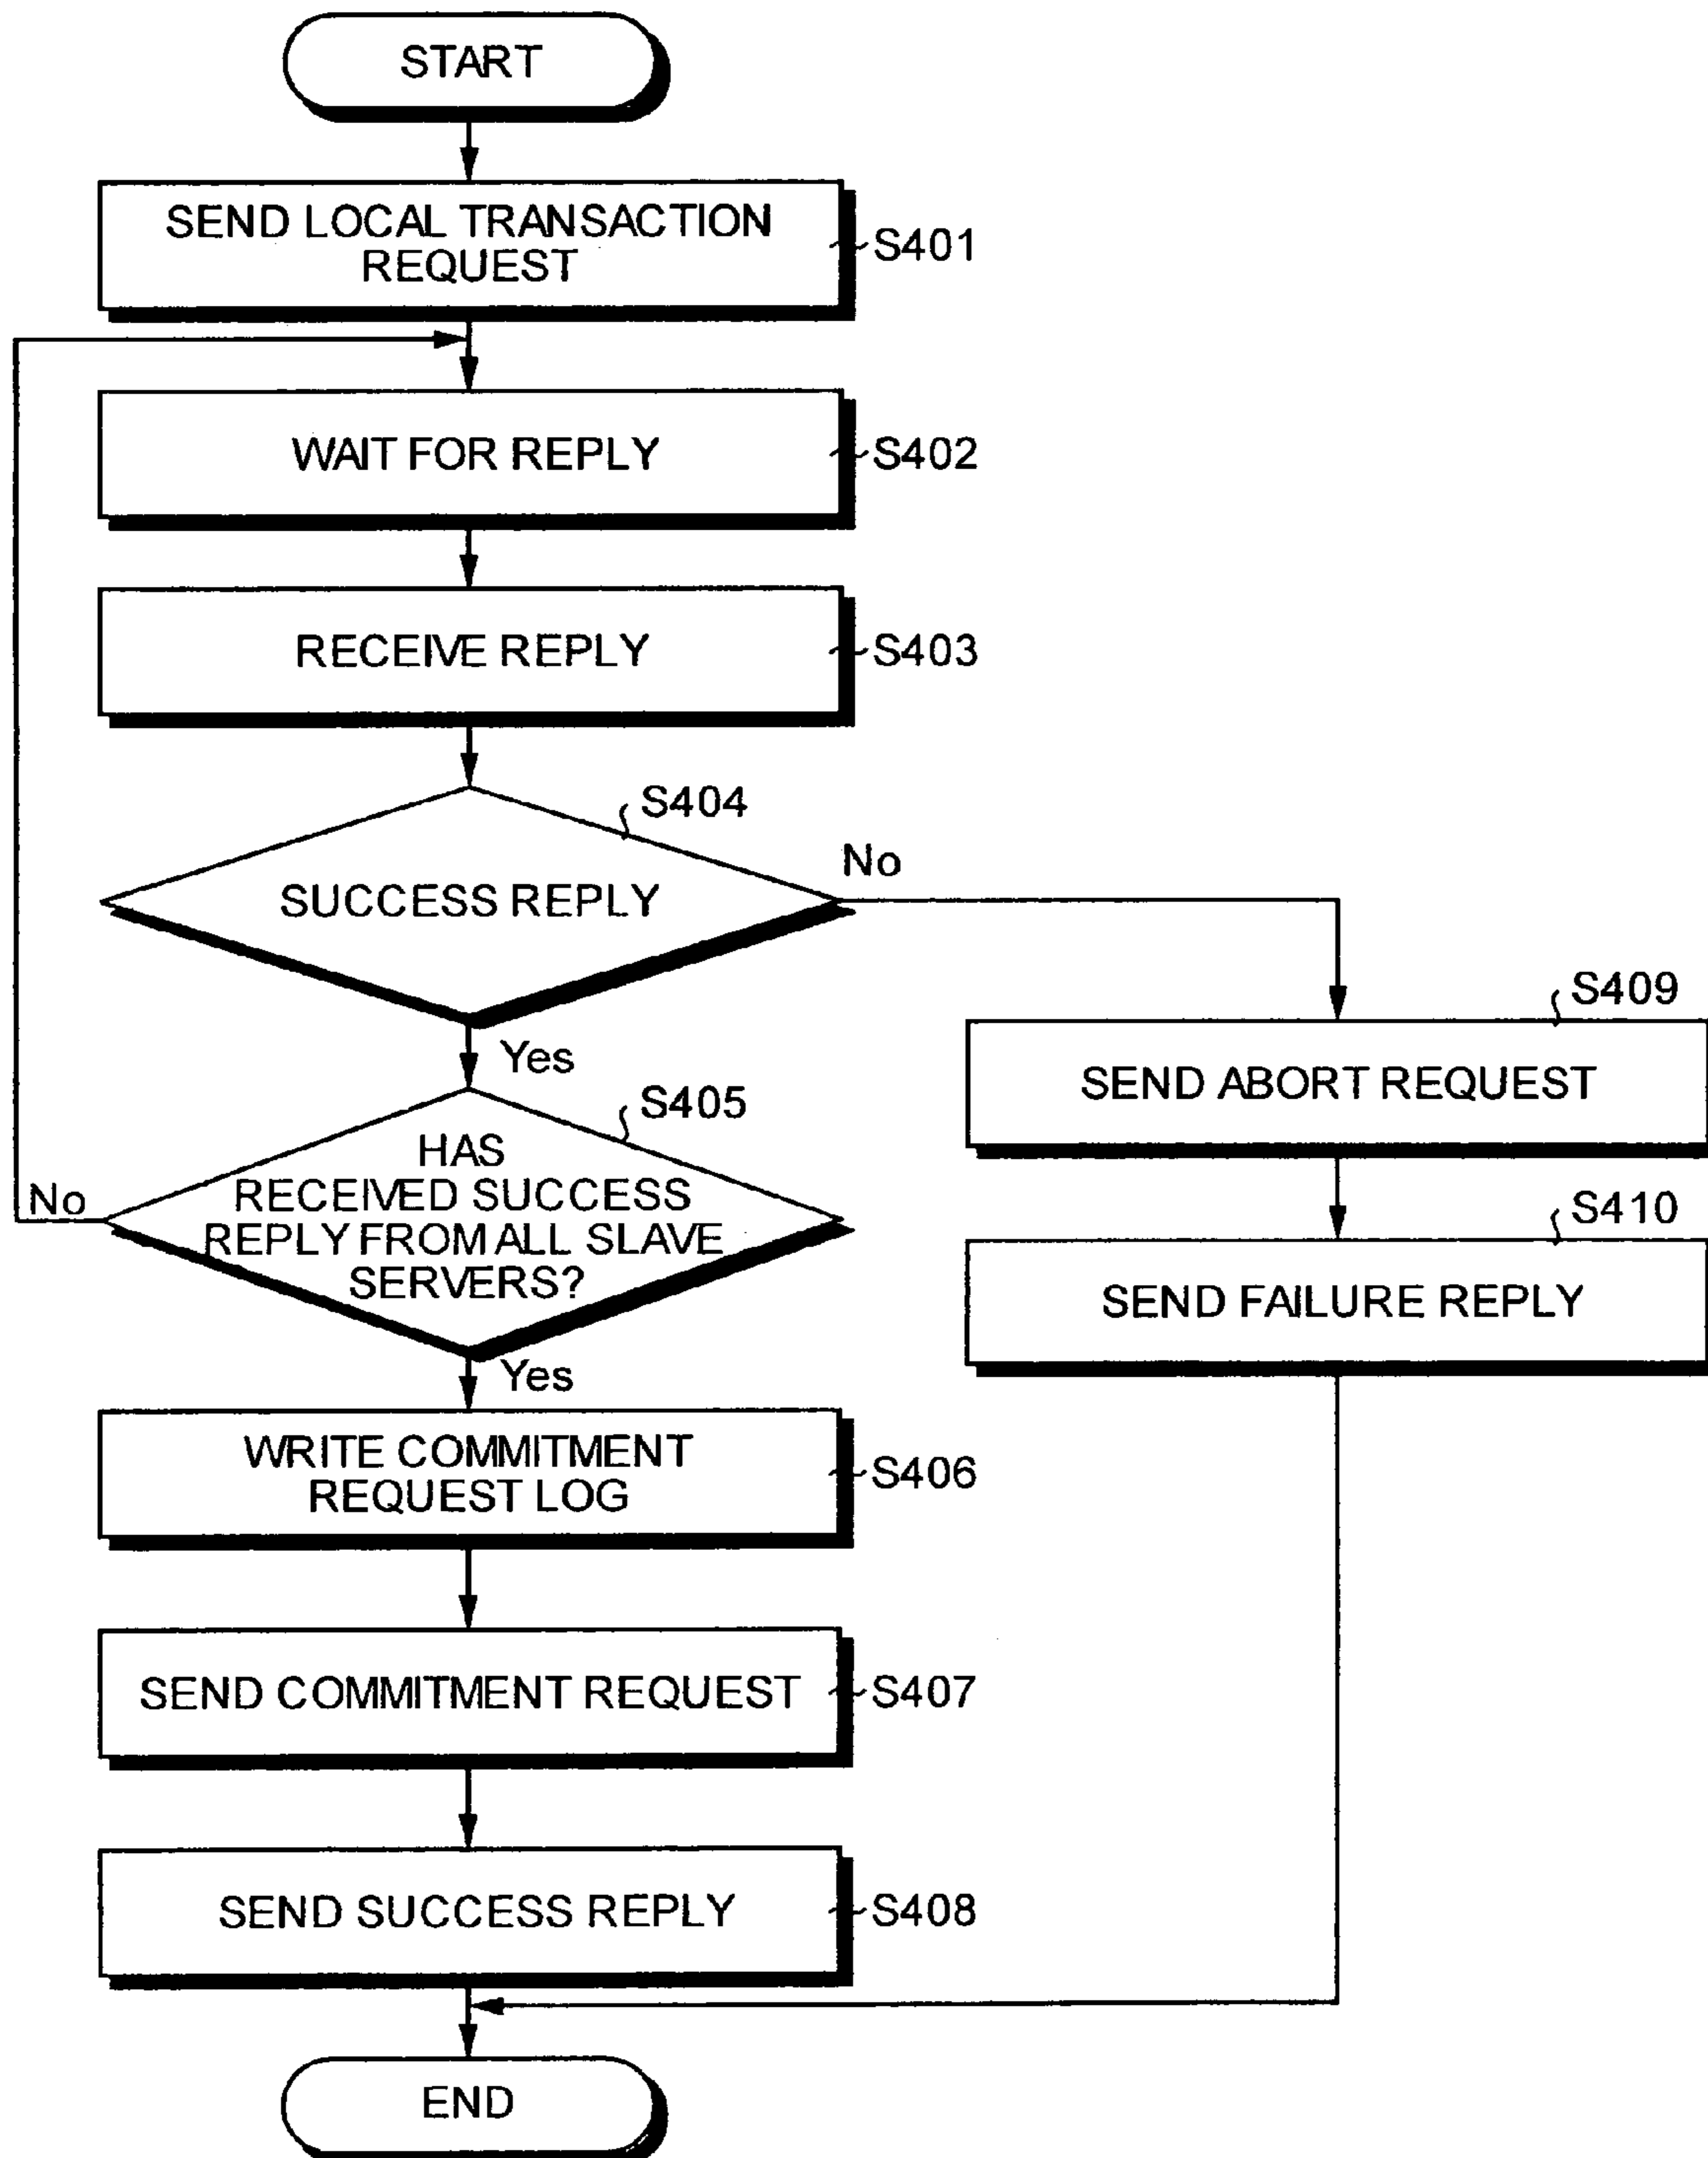 START
SEND LOCAL TRANSACTION
REQUEST
S401
WAIT FOR REPLY
S402
RECEIVE REPLY
S403
S404
SUCCESS REPLY
No
Yes
S405
HAS
RECEIVED SUCCESS
REPLY FROM ALL SLAVE
SERVERS?
No
Yes
S409
SEND ABORT REQUEST
S410
SEND FAILURE REPLY
WRITE COMMITMENT
REQUEST LOG
S406
SEND COMMITMENT REQUEST
S407
SEND SUCCESS REPLY
S408
END